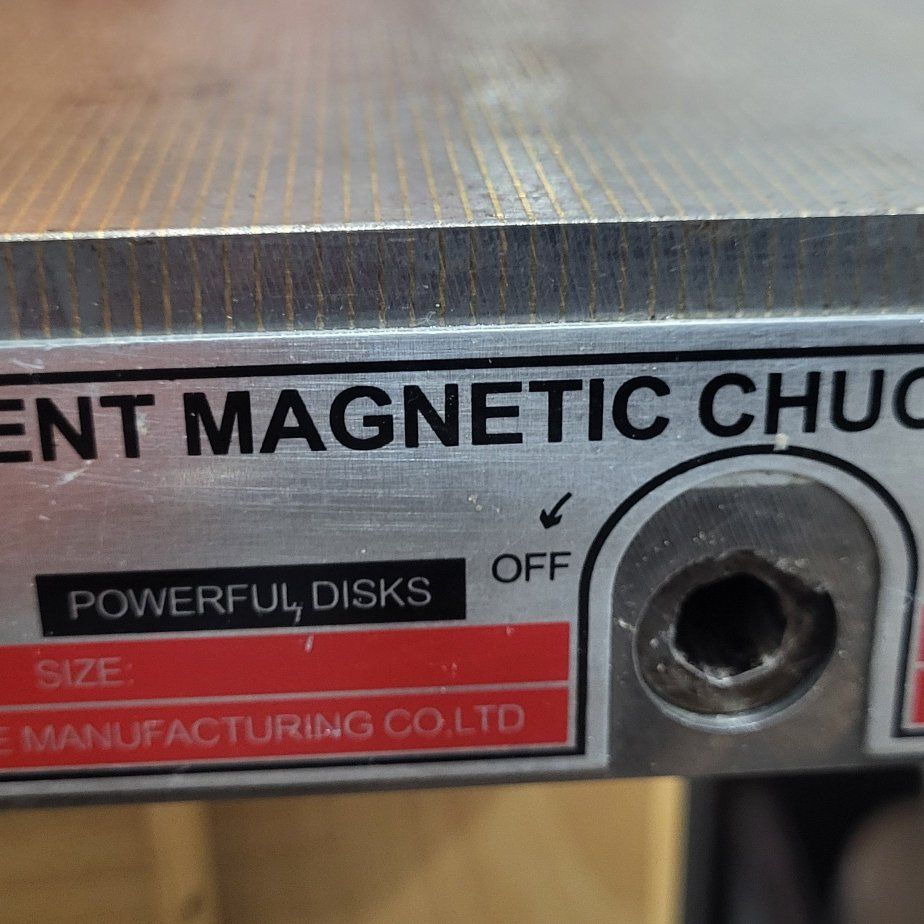 ENT MAGNETIC CHUC
OFF
POWERFUL DISKS
SIZE:
E MANUFACTURING CO.LTD